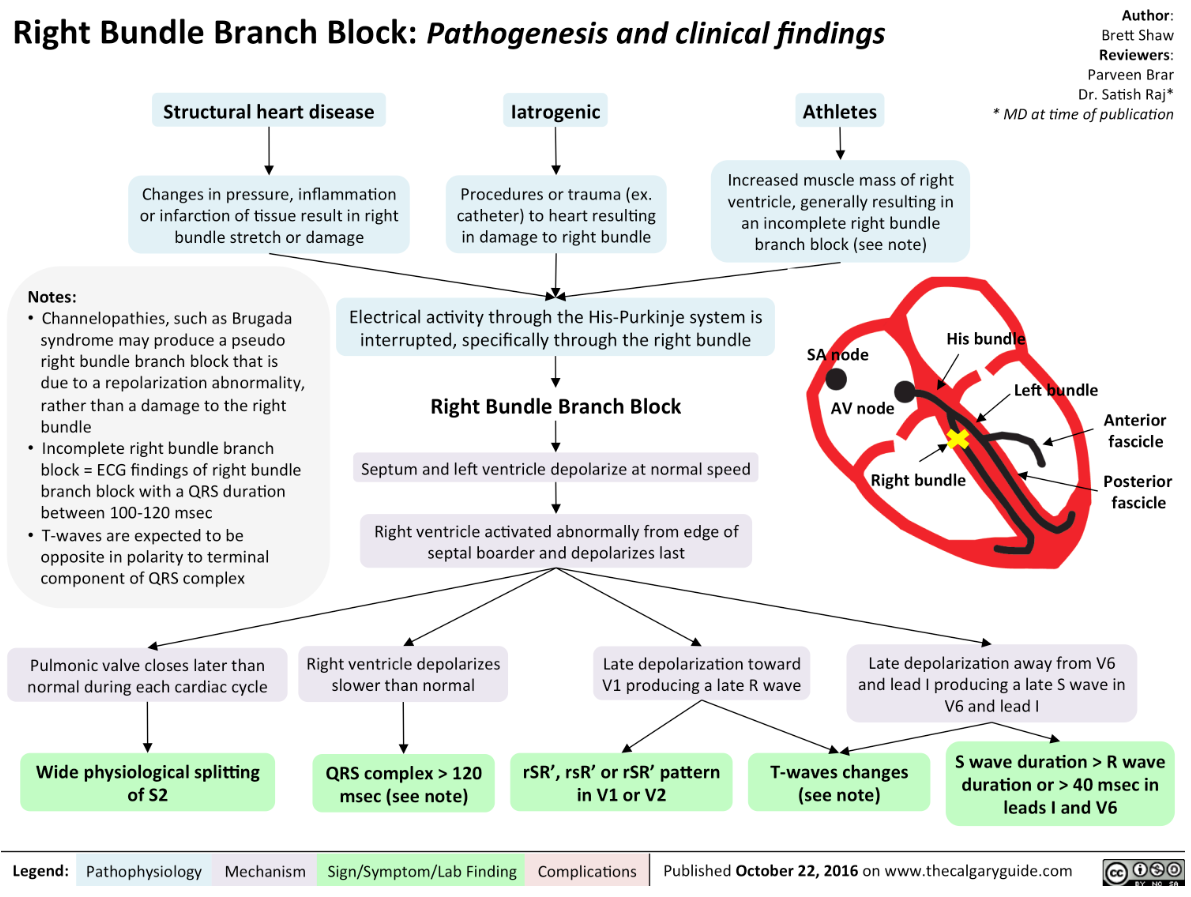 Right Bundle Branch Block: Pathogenesis and clinical findings
Author:
Brett Shaw
Reviewers:
Parveen Brar
Dr. Satish Raj*
* MD at time of publication
Structural heart disease
Iatrogenic
Athletes
Changes in pressure, inflammation
or infarction of tissue result in right
bundle stretch or damage
Procedures or trauma (ex.
catheter) to heart resulting
in damage to right bundle
Increased muscle mass of right
ventricle, generally resulting in
an incomplete right bundle
branch block (see note)
Notes:
• Channelopathies, such as Brugada
syndrome may produce a pseudo
right bundle branch block that is
due to a repolarization abnormality,
rather than a damage to the right
bundle
• Incomplete right bundle branch
block = ECG findings of right bundle
branch block with a QRS duration
between 100-120 msec
• T-waves are expected to be
opposite in polarity to terminal
component of QRS complex
Electrical activity through the His-Purkinje system is
interrupted, specifically through the right bundle
Right Bundle Branch Block
Septum and left ventricle depolarize at normal speed
Right ventricle activated abnormally from edge of
septal boarder and depolarizes last
SA node
His bundle
AV node
Left bundle
Anterior
fascicle
Right bundle
Posterior
fascicle
Pulmonic valve closes later than
normal during each cardiac cycle
Right ventricle depolarizes
slower than normal
Late depolarization toward
V1 producing a late R wave
Late depolarization away from V6
and lead I producing a late S wave in
V6 and lead I
Wide physiological splitting
of S2
QRS complex > 120
msec (see note)
rSR’, rsR’ or rSR’ pattern
in V1 or V2
T-waves changes
(see note)
S wave duration > R wave
duration or > 40 msec in
leads I and V6
Legend: Pathophysiology Mechanism Sign/Symptom/Lab Finding Complications Published October 22, 2016 on www.thecalgaryguide.com
cc
BY NC SA